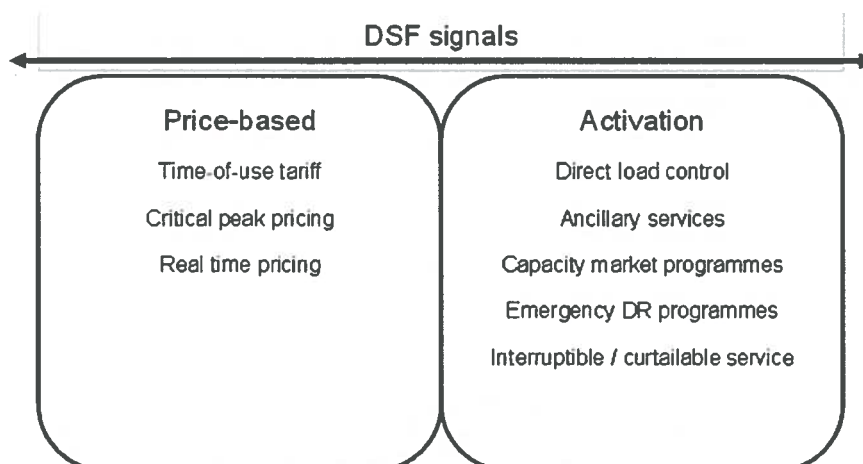 DSF signals
Price-based
Time-of-use tariff
Critical peak pricing
Real time pricing
Activation
Direct load control
Ancillary services
Capacity market programmes
Emergency DR programmes
Interruptible / curtailable service